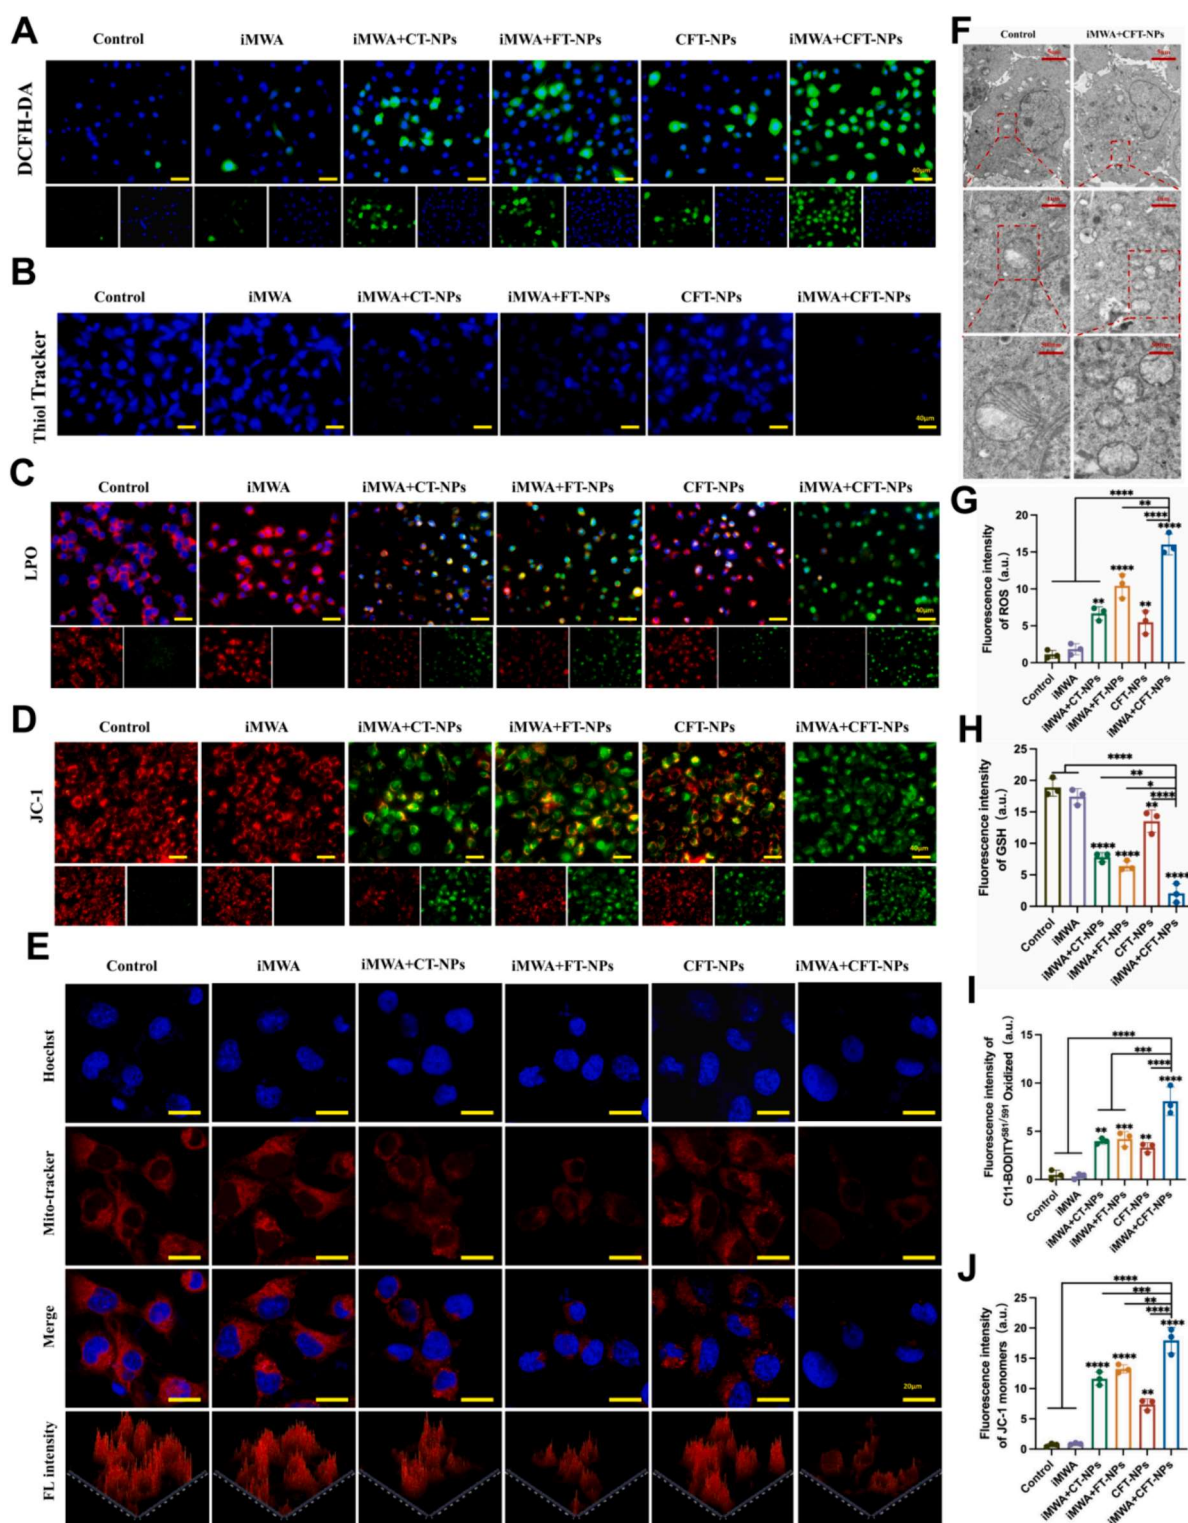 A
Control iMWA iMWA+CT-NPs iMWA+FT-NPs CFT-NPs iMWA+CFT-NPs
DCFH-DA
40μm
B
Control iMWA iMWA+CT-NPs iMWA+FT-NPs CFT-NPs iMWA+CFT-NPs
Thiol Tracker
40μm
C
Control iMWA iMWA+CT-NPs iMWA+FT-NPs CFT-NPs iMWA+CFT-NPs
LPO
40μm
D
Control iMWA iMWA+CT-NPs iMWA+FT-NPs CFT-NPs iMWA+CFT-NPs
JC-1
40μm
E
Control iMWA iMWA+CT-NPs iMWA+FT-NPs CFT-NPs iMWA+CFT-NPs
Hoechst
Mito-tracker
Merge
20μm
FL intensity
F
Control iMWA+CFT-NPs
G
Fluorescence intensity
of ROS (a.u.)
20
15
10
5
0
**** ** **** **** **** ** **
Control iMWA iMWA+CT-NPs iMWA+FT-NPs CFT-NPs iMWA+CFT-NPs
H
Fluorescence intensity
of GSH (a.u.)
25
20
15
10
5
0
**** ** * **** ** **** **** ****
Control iMWA iMWA+CT-NPs iMWA+FT-NPs CFT-NPs iMWA+CFT-NPs
I
Fluorescence intensity of
C11-BODITY581/591 Oxidized (a.u.)
15
10
5
0
**** *** **** **** ** *** **
Control iMWA iMWA+CT-NPs iMWA+FT-NPs CFT-NPs iMWA+CFT-NPs
J
Fluorescence intensity
of JC-1 monomers (a.u.)
25
20
15
10
5
0
**** *** ** **** **** **** **** **
Control iMWA iMWA+CT-NPs iMWA+FT-NPs CFT-NPs iMWA+CFT-NPs